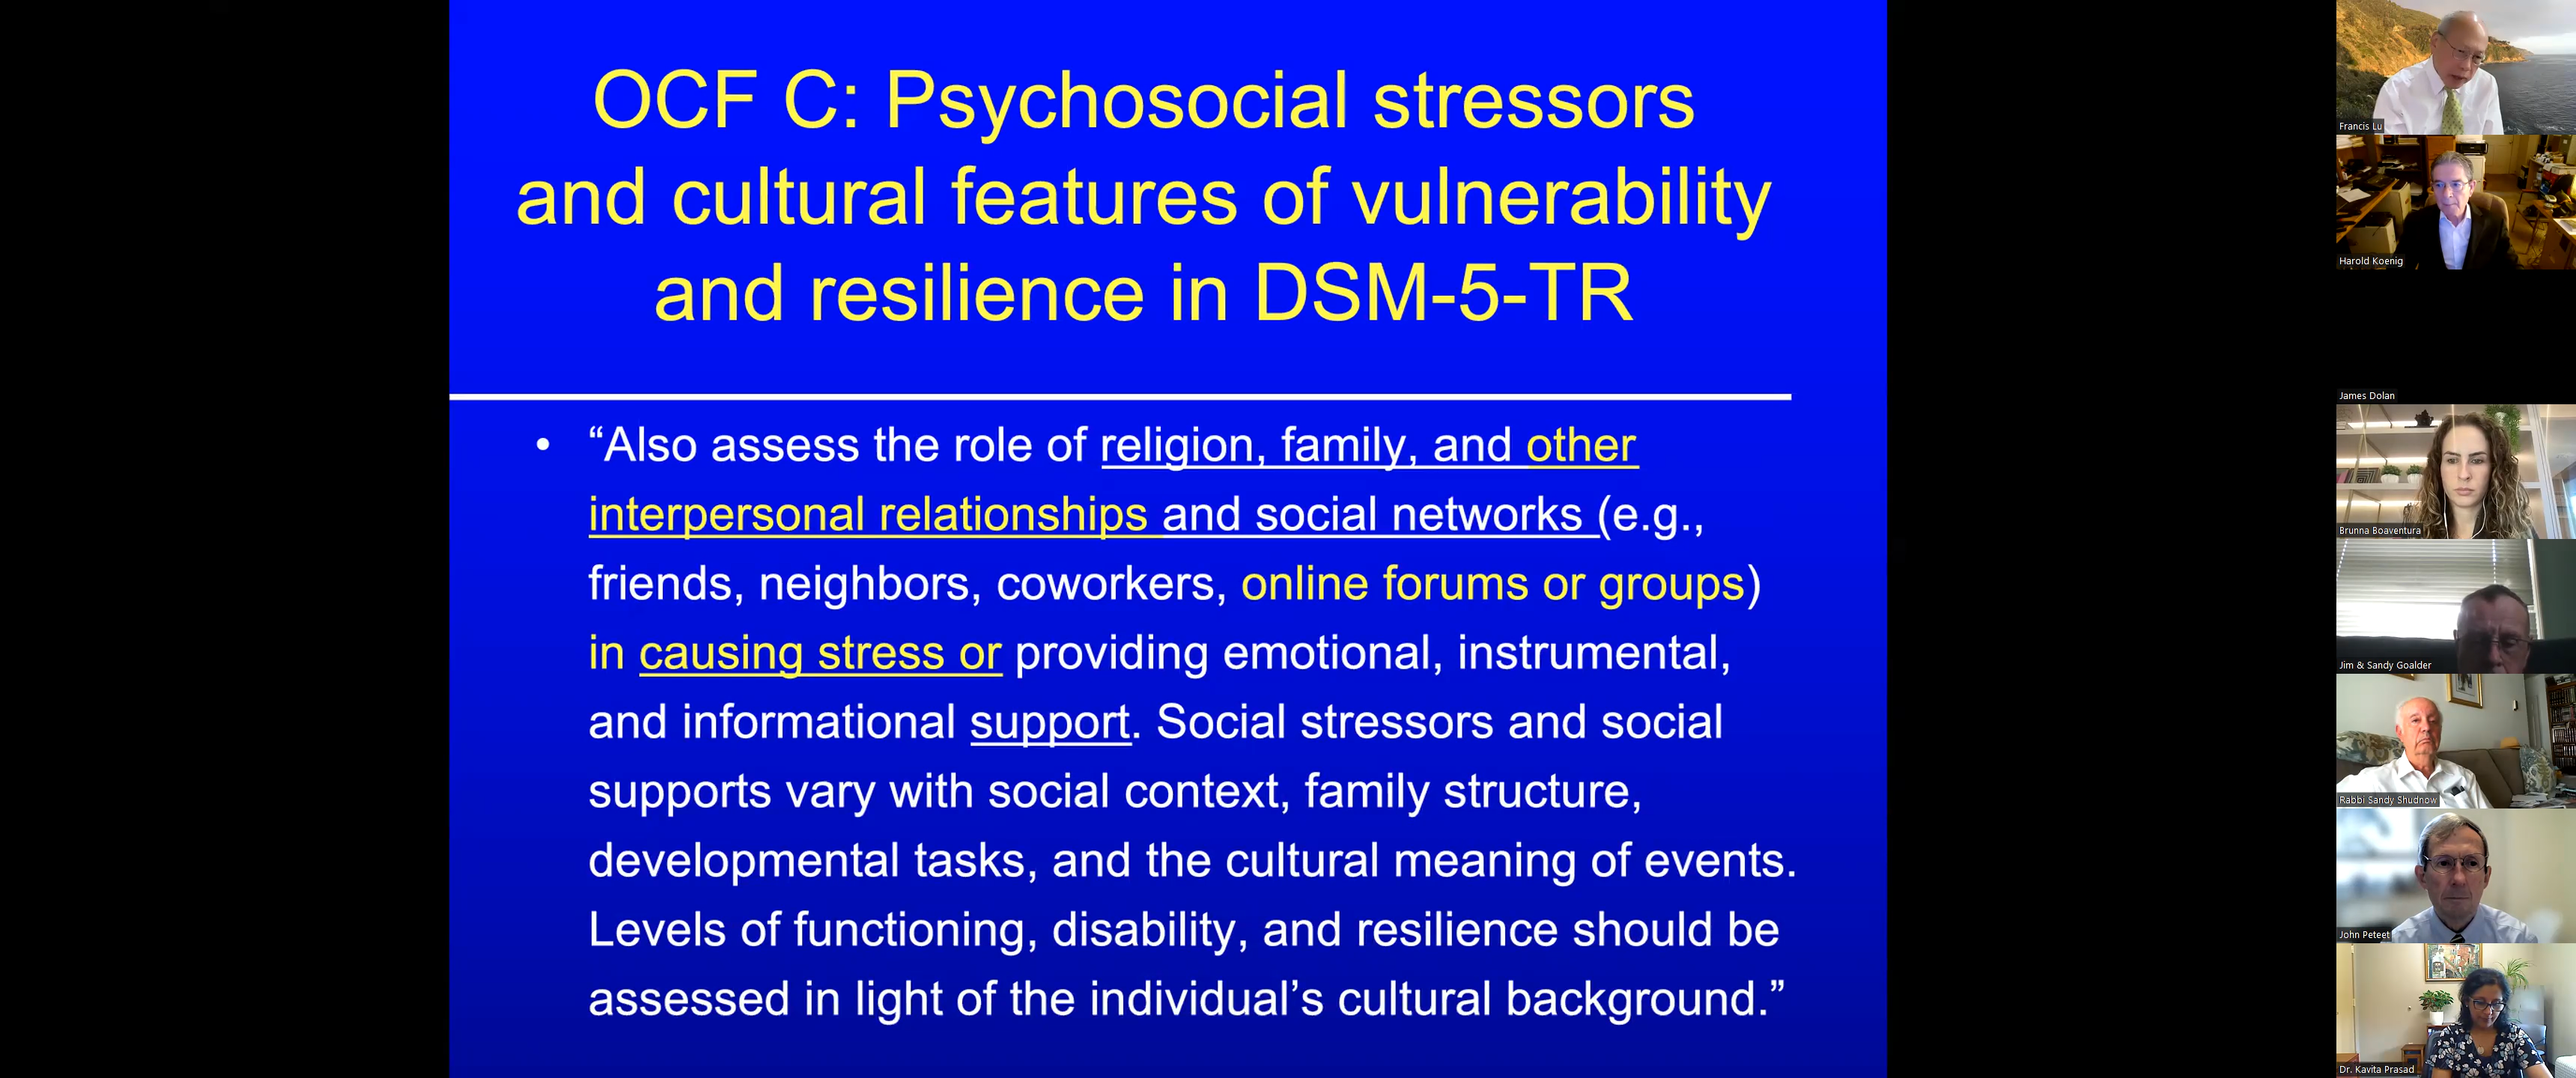 OCF C: Psychosocial stressors
and cultural features of vulnerability
and resilience in DSM-5-TR
• “Also assess the role of religion, family, and other
interpersonal relationships and social networks (e.g.,
friends, neighbors, coworkers, online forums or groups)
in causing stress or providing emotional, instrumental,
and informational support. Social stressors and social
supports vary with social context, family structure,
developmental tasks, and the cultural meaning of events.
Levels of functioning, disability, and resilience should be
assessed in light of the individual’s cultural background.”
Francis Lu
Harold Koenig
James Dolan
Brunna Boaventura
Jim & Sandy Goalder
Rabbi Sandy Shudnow
John Peteet
Dr. Kavita Prasad